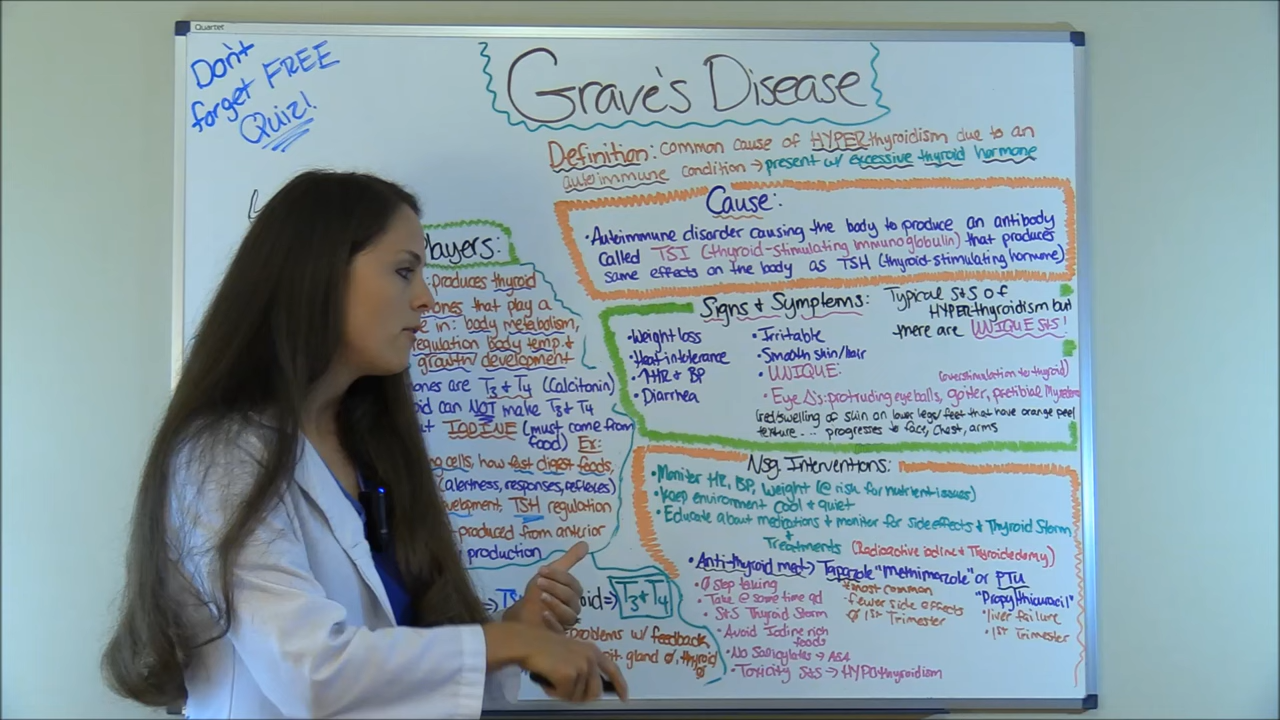 Quartet
Don't
forget FREE
Quiz!
Grave's Disease
Definition: common cause of HYPERthyroidism due to an
autoimmune condition → present w/ excessive thyroid hormone
Cause:
• Autoimmune disorder causing the body to produce an antibody
called TSI (thyroid-stimulating immunoglobulin) that produces
same effects on the body as TSH (thyroid-stimulating hormone)
Players:
: produces thyroid
ones that play a
e in: body metabolism,
regulation body temp. +
growth/development
ones are T3 + T4 (Calcitonin)
oid can NOT make T3 + T4
IODINE (must come from
food) Ex:
ng cells, how fast digest foods,
(alertness, responses, reflexes)
velopment, TSH regulation
produced from anterior
production
oid → T3 + T4
problems w/ feedback
it gland Ø, thyroid
Ø
Signs + Symptems:
Typical S+S of
HYPERthyroidism but
there are UNIQUE S+S!
• Weight loss
• Heat intolerance
• ↑HR + BP
• Diarrhea
• Irritable
• Smooth skin/hair
• UNIQUE:
(overstimulation to thyroid)
• Eye Δs: protruding eyeballs, goiter, pretibial Myxedema
(red/swelling of skin on lower legs/feet that have orange peel
texture... progresses to face, chest, arms
Nsg. Interventions:
• Monitor HR, BP, weight (@ risk for nutrient issues)
• Keep environment cool + quiet
• Educate about medications + monitor for side effects + Thyroid Storm
+
Treatments (Radioactive iodine + Thyroidectomy)
• Anti-thyroid med → Tapazole "Methimazole" or PTU
"Propylthiouracil"
• Ø stop taking
• Take @ same time qd
• S+S Thyroid Storm
• Avoid Iodine rich
foods
• No Salicylates → ASA
• Toxicity S+S → HYPOthyroidism
*most common
fewer side effects
Ø 1st Trimester
*liver failure
• 1st Trimester